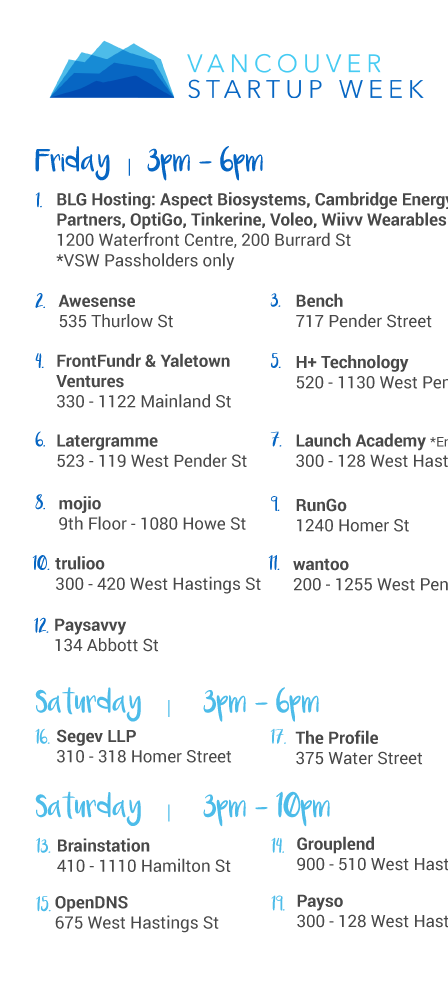 VANCOUVER
STARTUP WEEK
Friday | 3pm - 6pm
1. BLG Hosting: Aspect Biosystems, Cambridge Energy
Partners, OptiGo, Tinkerine, Voleo, Wiivv Wearables
1200 Waterfront Centre, 200 Burrard St
*VSW Passholders only
2. Awesense
535 Thurlow St
3. Bench
717 Pender Street
4. FrontFundr & Yaletown
Ventures
330 - 1122 Mainland St
5. H+ Technology
520 - 1130 West Pen
6. Latergramme
523 - 119 West Pender St
7. Launch Academy *En
300 - 128 West Hast
8. mojio
9th Floor - 1080 Howe St
9. RunGo
1240 Homer St
10. trulioo
300 - 420 West Hastings St
11. wantoo
200 - 1255 West Pen
12. Paysavvy
134 Abbott St
Saturday | 3pm - 6pm
16. Segev LLP
310 - 318 Homer Street
17. The Profile
375 Water Street
Saturday | 3pm - 10pm
13. Brainstation
410 - 1110 Hamilton St
14. Grouplend
900 - 510 West Hast
15. OpenDNS
675 West Hastings St
19. Payso
300 - 128 West Hast